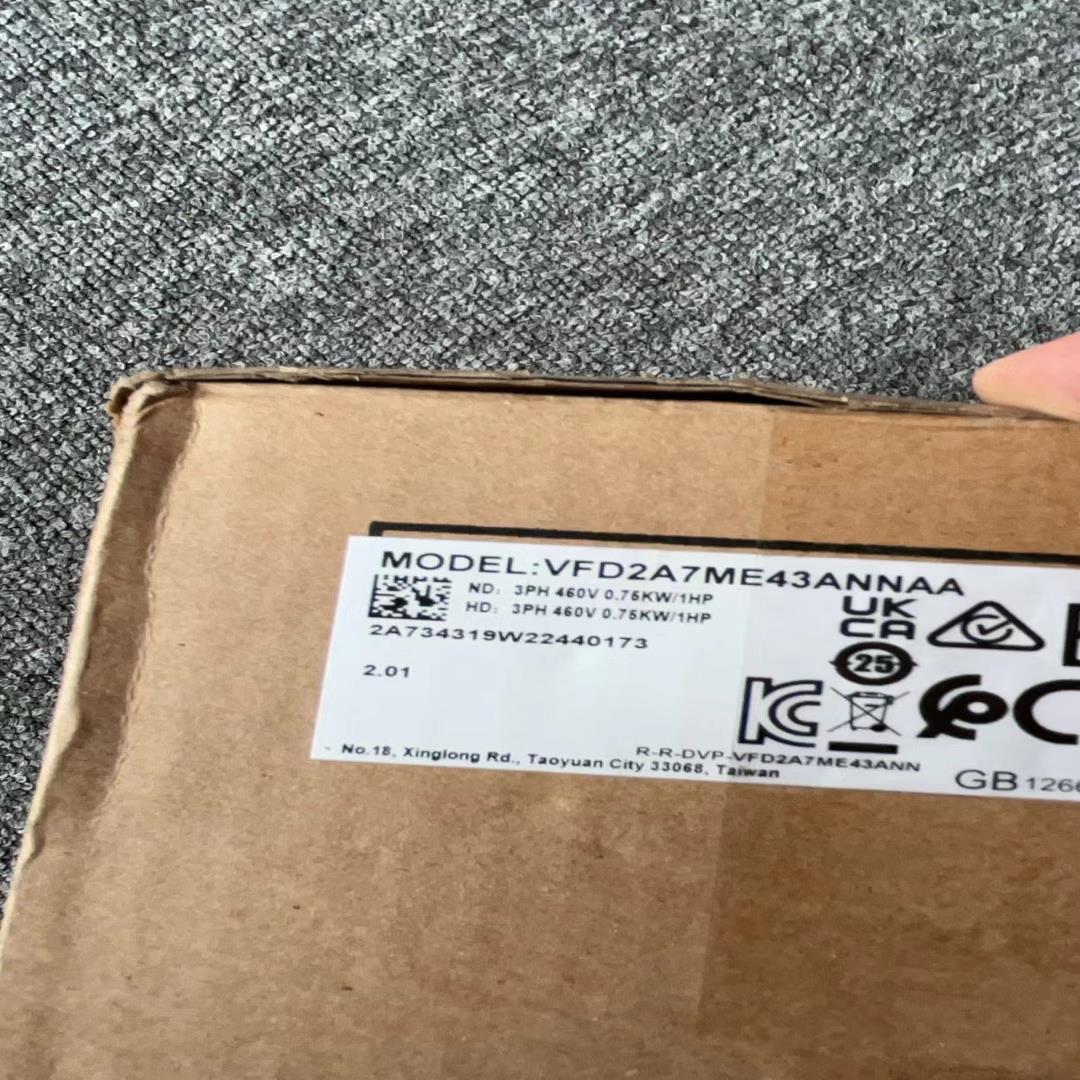 MODEL:VFD2A7ME43ANNAA
ND: 3PH 460V 0.75KW/1HP
HD: 3PH 460V 0.75KW/1HP
2A734319W22440173
2.01
UK
CA
25
R-R-DVP-VFD2A7ME43ANN
No.18, Xinglong Rd., Taoyuan City 33068, Taiwan
GB